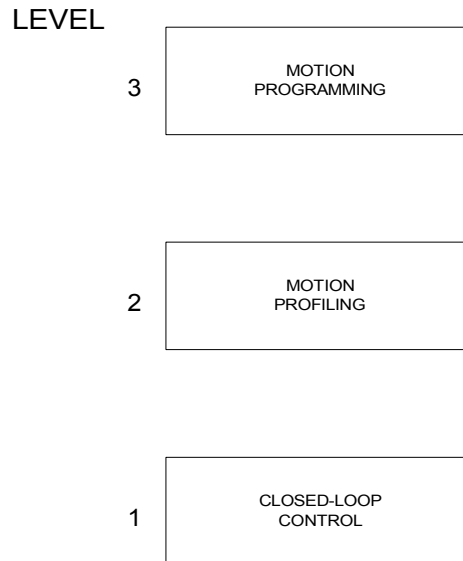 LEVEL
3
MOTION
PROGRAMMING
2
MOTION
PROFILING
1
CLOSED-LOOP
CONTROL